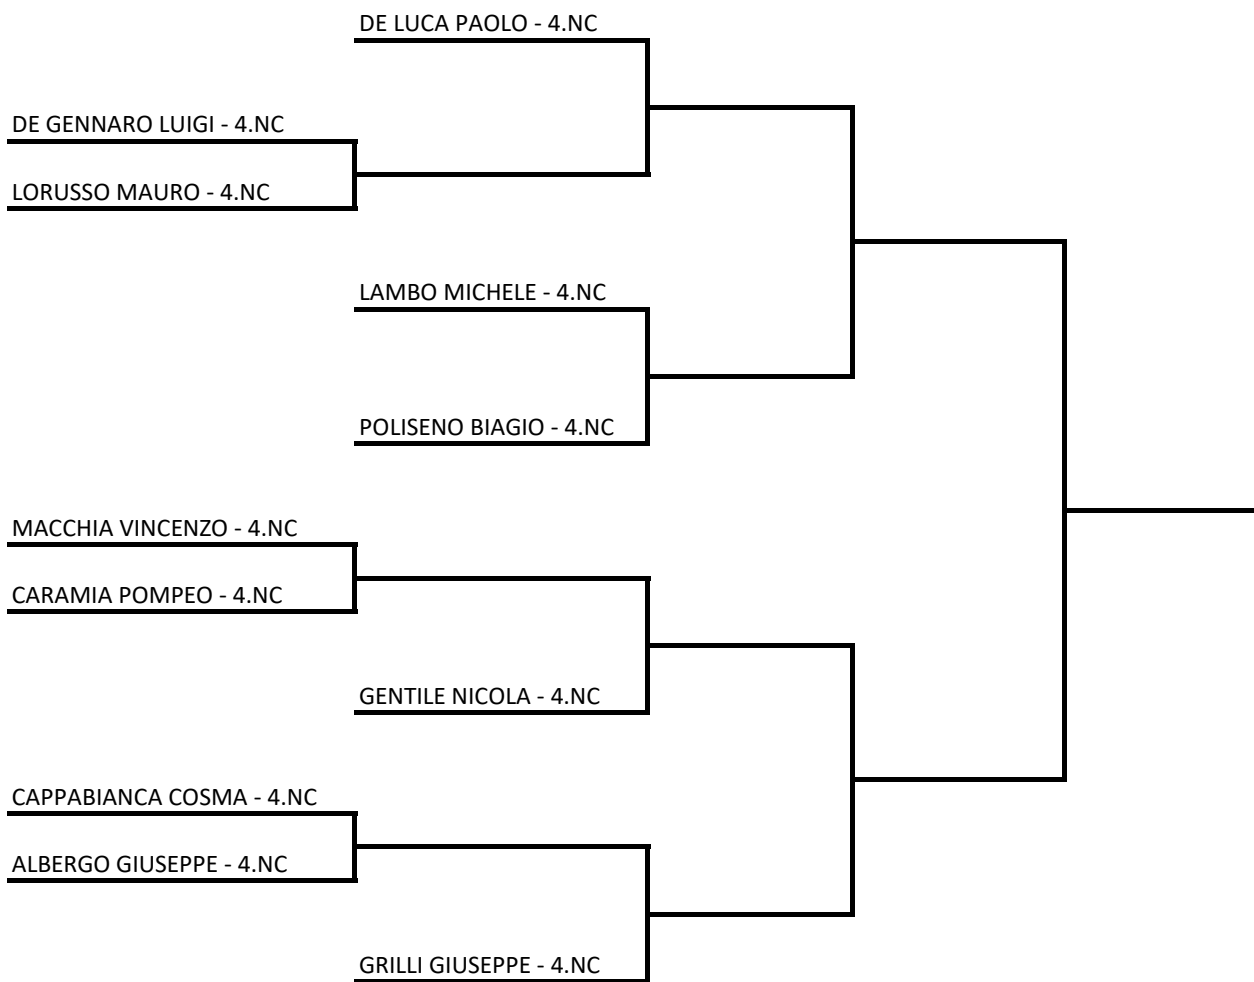 DE LUCA PAOLO - 4.NC
DE GENNARO LUIGI - 4.NC
LORUSSO MAURO - 4.NC
LAMBO MICHELE - 4.NC
POLISENO BIAGIO - 4.NC
MACCHIA VINCENZO - 4.NC
CARAMIA POMPEO - 4.NC
GENTILE NICOLA - 4.NC
CAPPABIANCA COSMA - 4.NC
ALBERGO GIUSEPPE - 4.NC
GRILLI GIUSEPPE - 4.NC